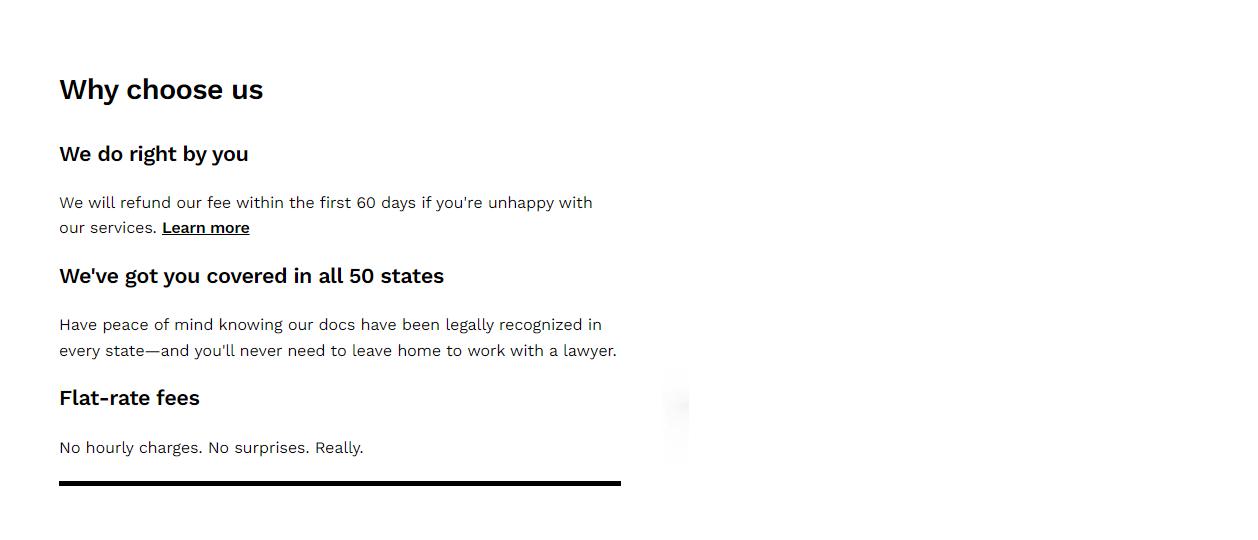 Why choose us
We do right by you
We will refund our fee within the first 60 days if you're unhappy with
our services. Learn more
We've got you covered in all 50 states
Have peace of mind knowing our docs have been legally recognized in
every state—and you'll never need to leave home to work with a lawyer.
Flat-rate fees
No hourly charges. No surprises. Really.